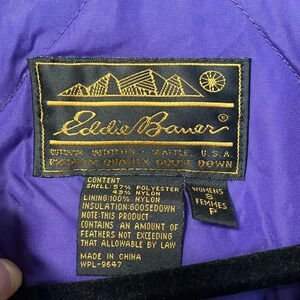 Eddie Bauer®
OUTDOOR OUTFITTER · SEATTLE U.S.A.
PREMIUM QUALITY GOOSE DOWN
CONTENT
SHELL: 57% POLYESTER
43% NYLON
LINING:100% NYLON
INSULATION:GOOSEDOWN
NOTE:THIS PRODUCT
CONTAINS AN AMOUNT OF
FEATHERS NOT EXCEEDING
THAT ALLOWABLE BY LAW
MADE IN CHINA
WPL-9647
WOMENS
S
FEMMES
P